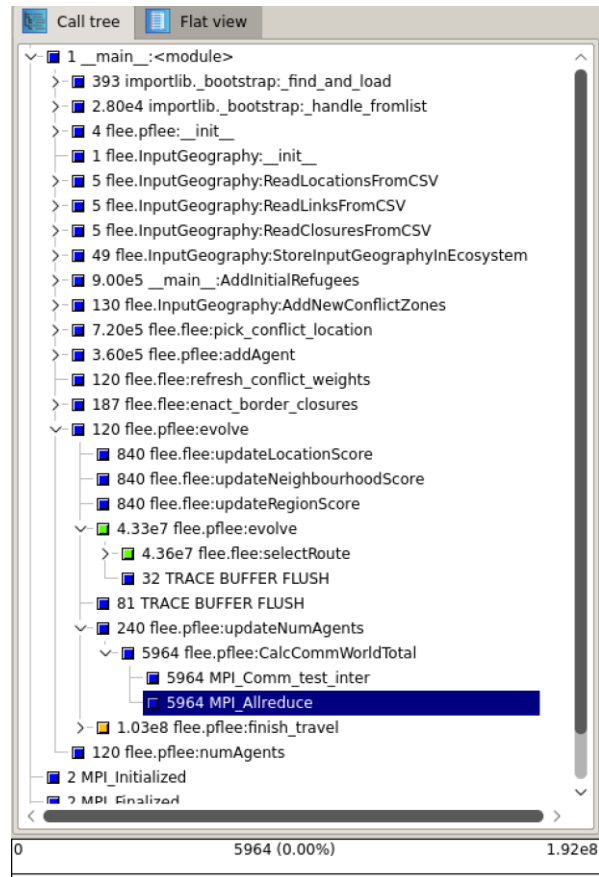 Call tree
Flat view
1 __main__:<module>
393 importlib._bootstrap:_find_and_load
2.80e4 importlib._bootstrap:_handle_fromlist
4 flee.pflee:__init__
1 flee.InputGeography:__init__
5 flee.InputGeography:ReadLocationsFromCSV
5 flee.InputGeography:ReadLinksFromCSV
5 flee.InputGeography:ReadClosuresFromCSV
49 flee.InputGeography:StoreInputGeographyInEcosystem
9.00e5 __main__:AddInitialRefugees
130 flee.InputGeography:AddNewConflictZones
7.20e5 flee.flee:pick_conflict_location
3.60e5 flee.pflee:addAgent
120 flee.flee:refresh_conflict_weights
187 flee.flee:enact_border_closures
120 flee.pflee:evolve
840 flee.flee:updateLocationScore
840 flee.flee:updateNeighbourhoodScore
840 flee.flee:updateRegionScore
4.33e7 flee.pflee:evolve
4.36e7 flee.flee:selectRoute
32 TRACE BUFFER FLUSH
81 TRACE BUFFER FLUSH
240 flee.pflee:updateNumAgents
5964 flee.pflee:CalcCommWorldTotal
5964 MPI_Comm_test_inter
5964 MPI_Allreduce
1.03e8 flee.pflee:finish_travel
120 flee.pflee:numAgents
2 MPI_Initialized
2 MPI_Finalized
0 5964 (0.00%) 1.92e8